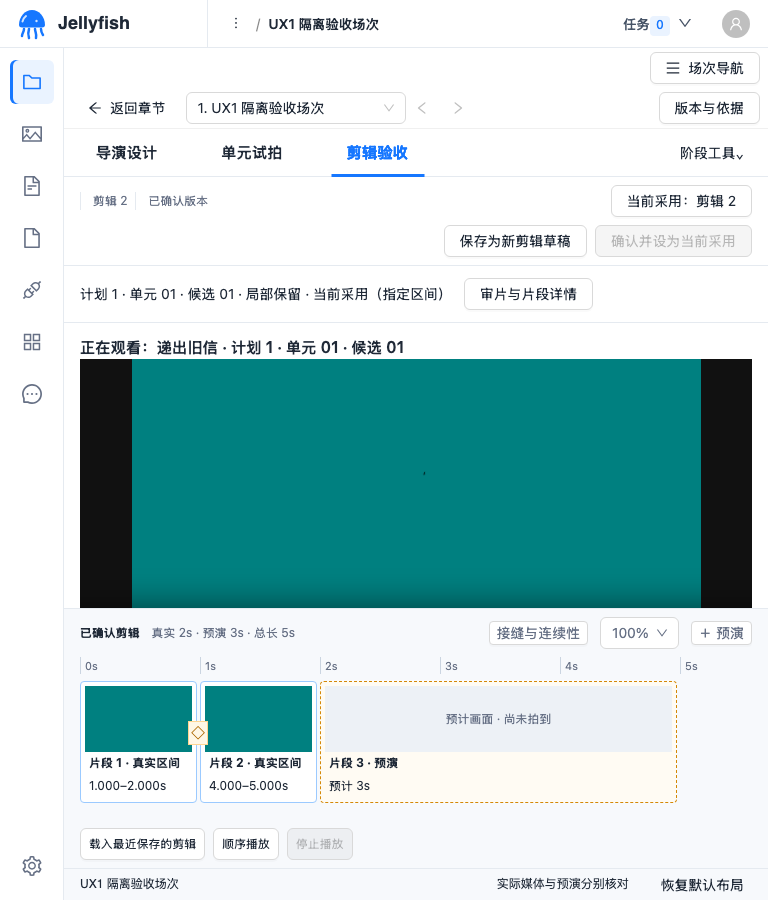 Jellyfish
/ UX1 隔离验收场次
任务 0
场次导航
返回章节
1. UX1 隔离验收场次
版本与依据
导演设计
单元试拍
剪辑验收
阶段工具
剪辑 2
已确认版本
当前采用：剪辑 2
保存为新剪辑草稿
确认并设为当前采用
计划 1 · 单元 01 · 候选 01 · 局部保留 · 当前采用（指定区间）
审片与片段详情
正在观看：递出旧信 · 计划 1 · 单元 01 · 候选 01
已确认剪辑
真实 2s · 预演 3s · 总长 5s
接缝与连续性
100%
+ 预演
0s
1s
2s
3s
4s
5s
预计画面 · 尚未拍到
片段 1 · 真实区间
1.000–2.000s
片段 2 · 真实区间
4.000–5.000s
片段 3 · 预演
预计 3s
载入最近保存的剪辑
顺序播放
停止播放
UX1 隔离验收场次
实际媒体与预演分别核对
恢复默认布局